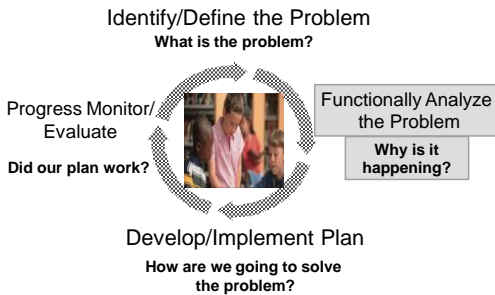 Identify/Define the Problem
What is the problem?
Functionally Analyze
the Problem
Why is it
happening?
Develop/Implement Plan
How are we going to solve
the problem?
Progress Monitor/
Evaluate
Did our plan work?